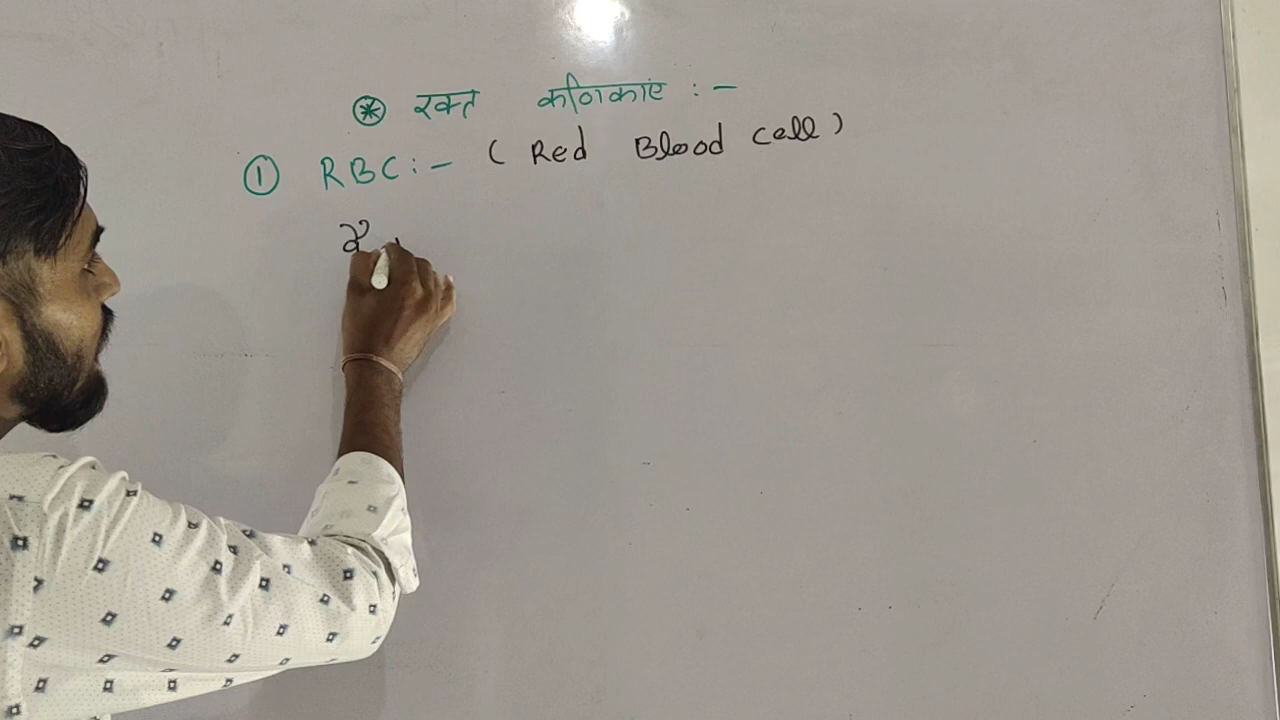 ⊛ रक्त कणिकाएं :-
① RBC :- ( Red Blood Cell )